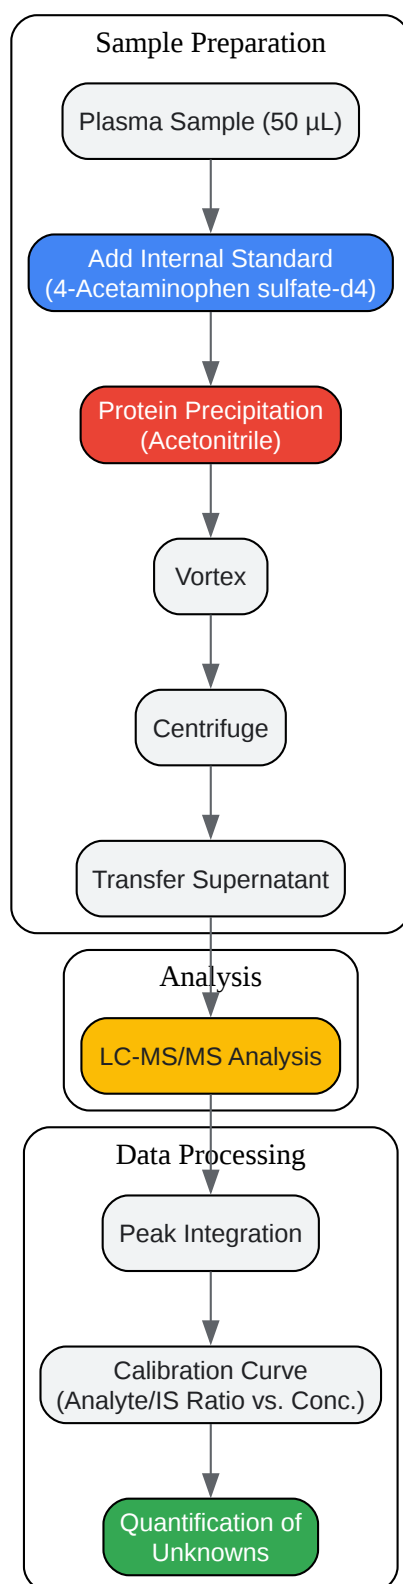 Sample Preparation
Plasma Sample (50 µL)
Add Internal Standard
(4-Acetaminophen sulfate-d4)
Protein Precipitation
(Acetonitrile)
Vortex
Centrifuge
Transfer Supernatant
Analysis
LC-MS/MS Analysis
Data Processing
Peak Integration
Calibration Curve
(Analyte/IS Ratio vs. Conc.)
Quantification of
Unknowns